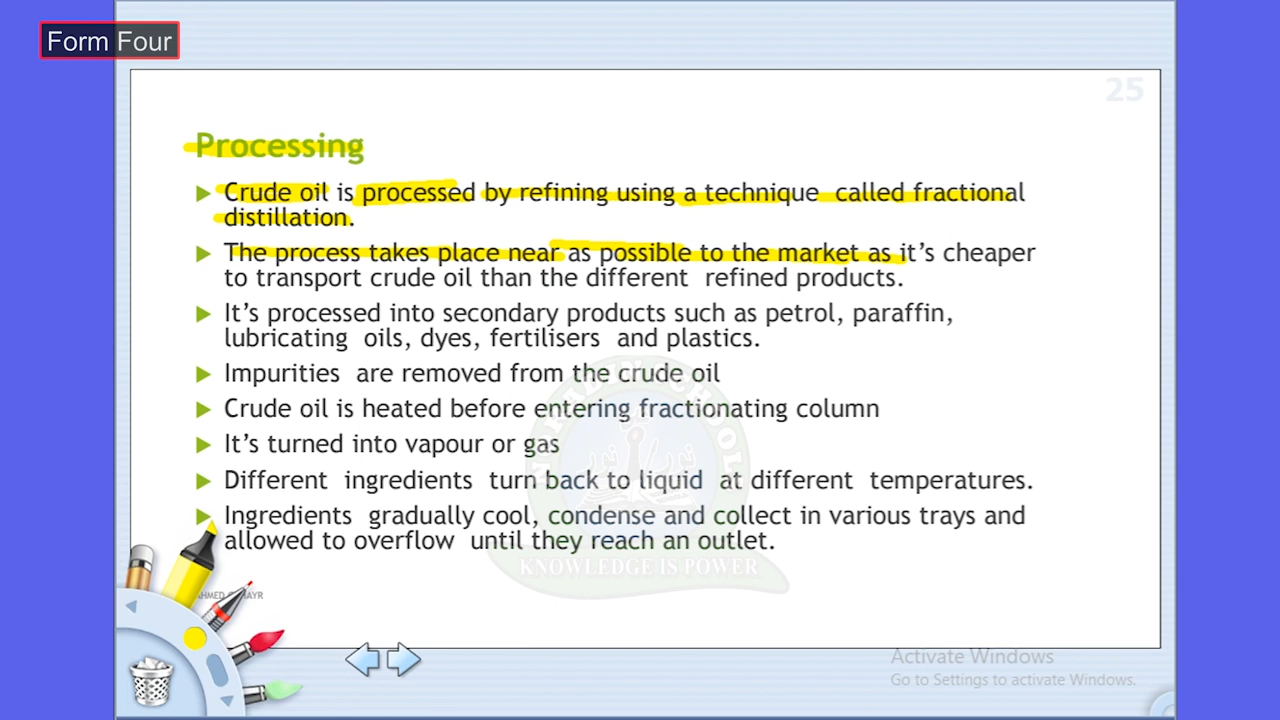 Form Four
25
Processing
Crude oil is processed by refining using a technique called fractional
distillation.
The process takes place near as possible to the market as it's cheaper
to transport crude oil than the different refined products.
It's processed into secondary products such as petrol, paraffin,
lubricating oils, dyes, fertilisers and plastics.
Impurities are removed from the crude oil
Crude oil is heated before entering fractionating column
It's turned into vapour or gas
Different ingredients turn back to liquid at different temperatures.
Ingredients gradually cool, condense and collect in various trays and
allowed to overflow until they reach an outlet.
KNOWLEDGE IS POWER
Activate Windows
Go to Settings to activate Windows.